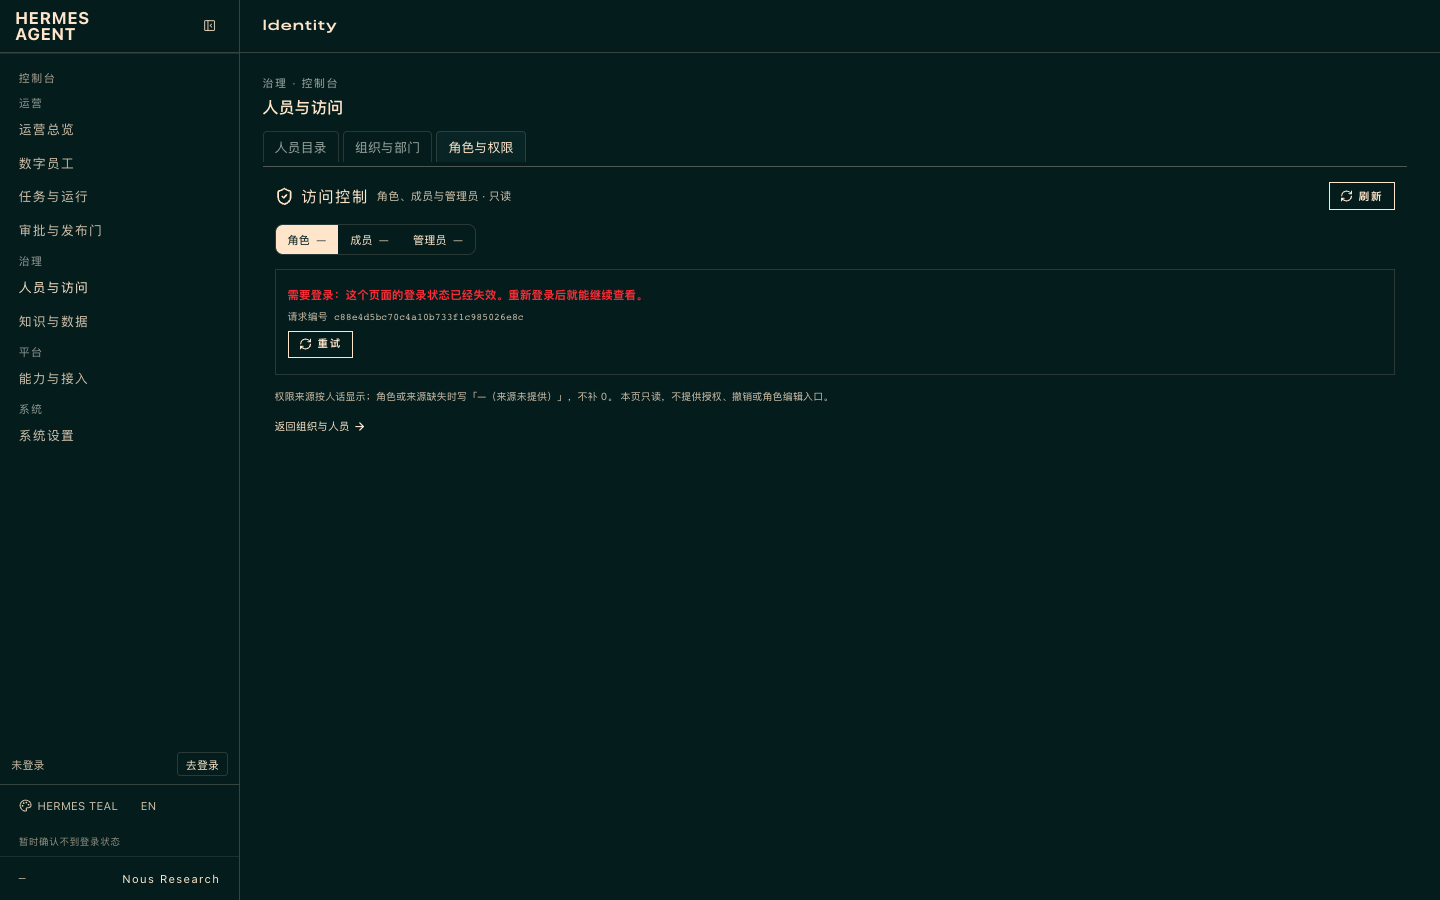 HERMES
AGENT
控制台
运营
运营总览
数字员工
任务与运行
审批与发布门
治理
人员与访问
知识与数据
平台
能力与接入
系统
系统设置
未登录
去登录
HERMES TEAL
EN
暂时确认不到登录状态
—
Nous Research
Identity
治理 · 控制台
人员与访问
人员目录
组织与部门
角色与权限
访问控制 角色、成员与管理员 · 只读
刷新
角色 —
成员 —
管理员 —
需要登录：这个页面的登录状态已经失效。重新登录后就能继续查看。
请求编号 c88e4d5bc70c4a10b733f1c985026e8c
重试
权限来源按人话显示；角色或来源缺失时写「—（来源未提供）」，不补 0。 本页只读，不提供授权、撤销或角色编辑入口。
返回组织与人员 →